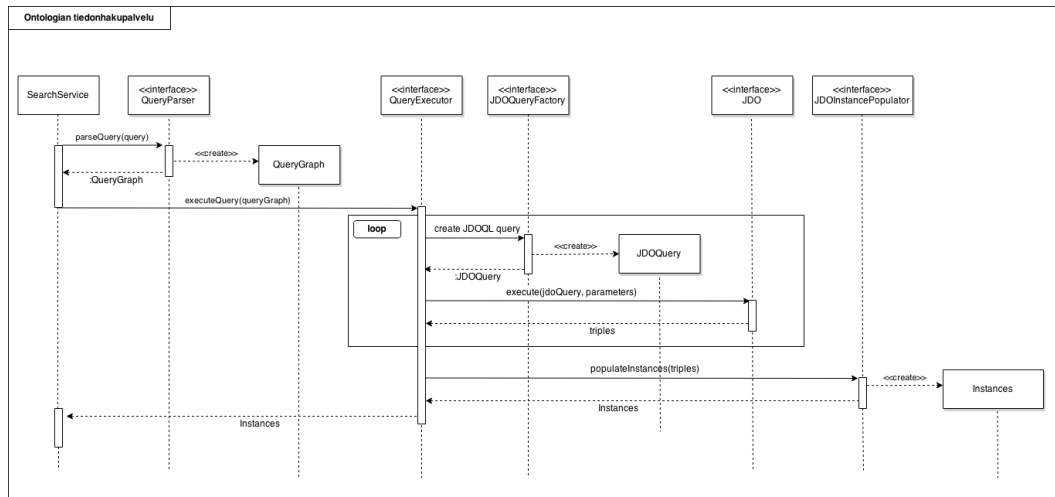 Ontologian tiedonhakupalvelu
SearchService
<<interface>>
QueryParser
<<interface>>
QueryExecutor
<<interface>>
JDOQueryFactory
<<interface>>
JDO
<<interface>>
JDOInstancePopulator
parseQuery(query)
<<create>>
QueryGraph
:QueryGraph
executeQuery(queryGraph)
loop
create JDOQL query
<<create>>
JDOQuery
:JDOQuery
execute(jdoQuery, parameters)
triples
populateInstances(triples)
<<create>>
Instances
Instances
Instances